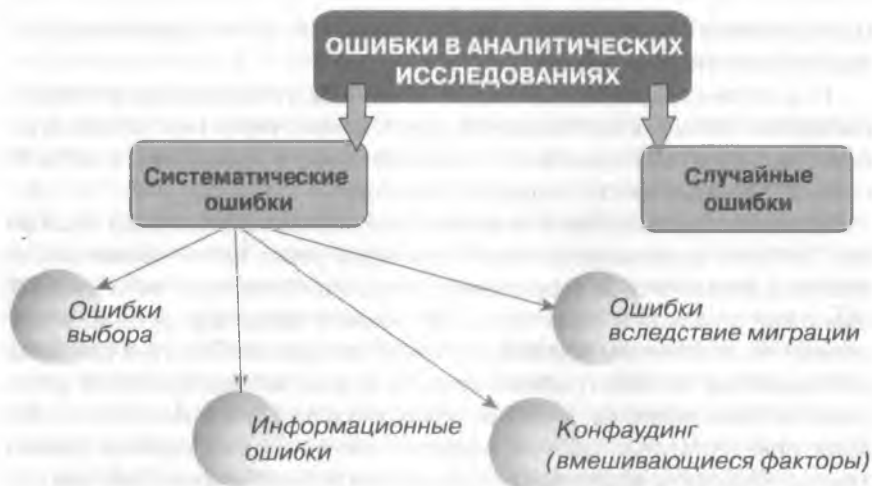 ОШИБКИ В АНАЛИТИЧЕСКИХ
ИССЛЕДОВАНИЯХ
Систематические
ошибки
Случайные
ошибки
Ошибки
выбора
Ошибки
вследствие миграции
Информационные
ошибки
Конфаудинг
(вмешивающиеся факторы)